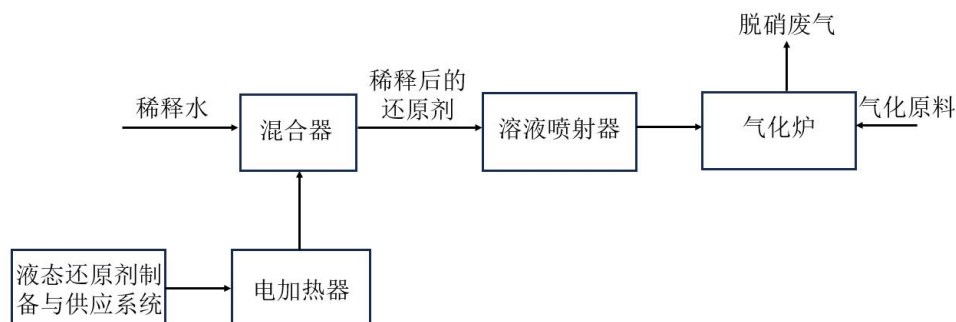 脱硝废气
稀释水
混合器
稀释后的
还原剂
溶液喷射器
气化炉
气化原料
液态还原剂制
备与供应系统
电加热器